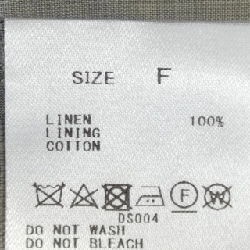 SIZE F
LINEN 100%
LINING
COTTON
F W
DS004
DO NOT WASH
DO NOT BLEACH